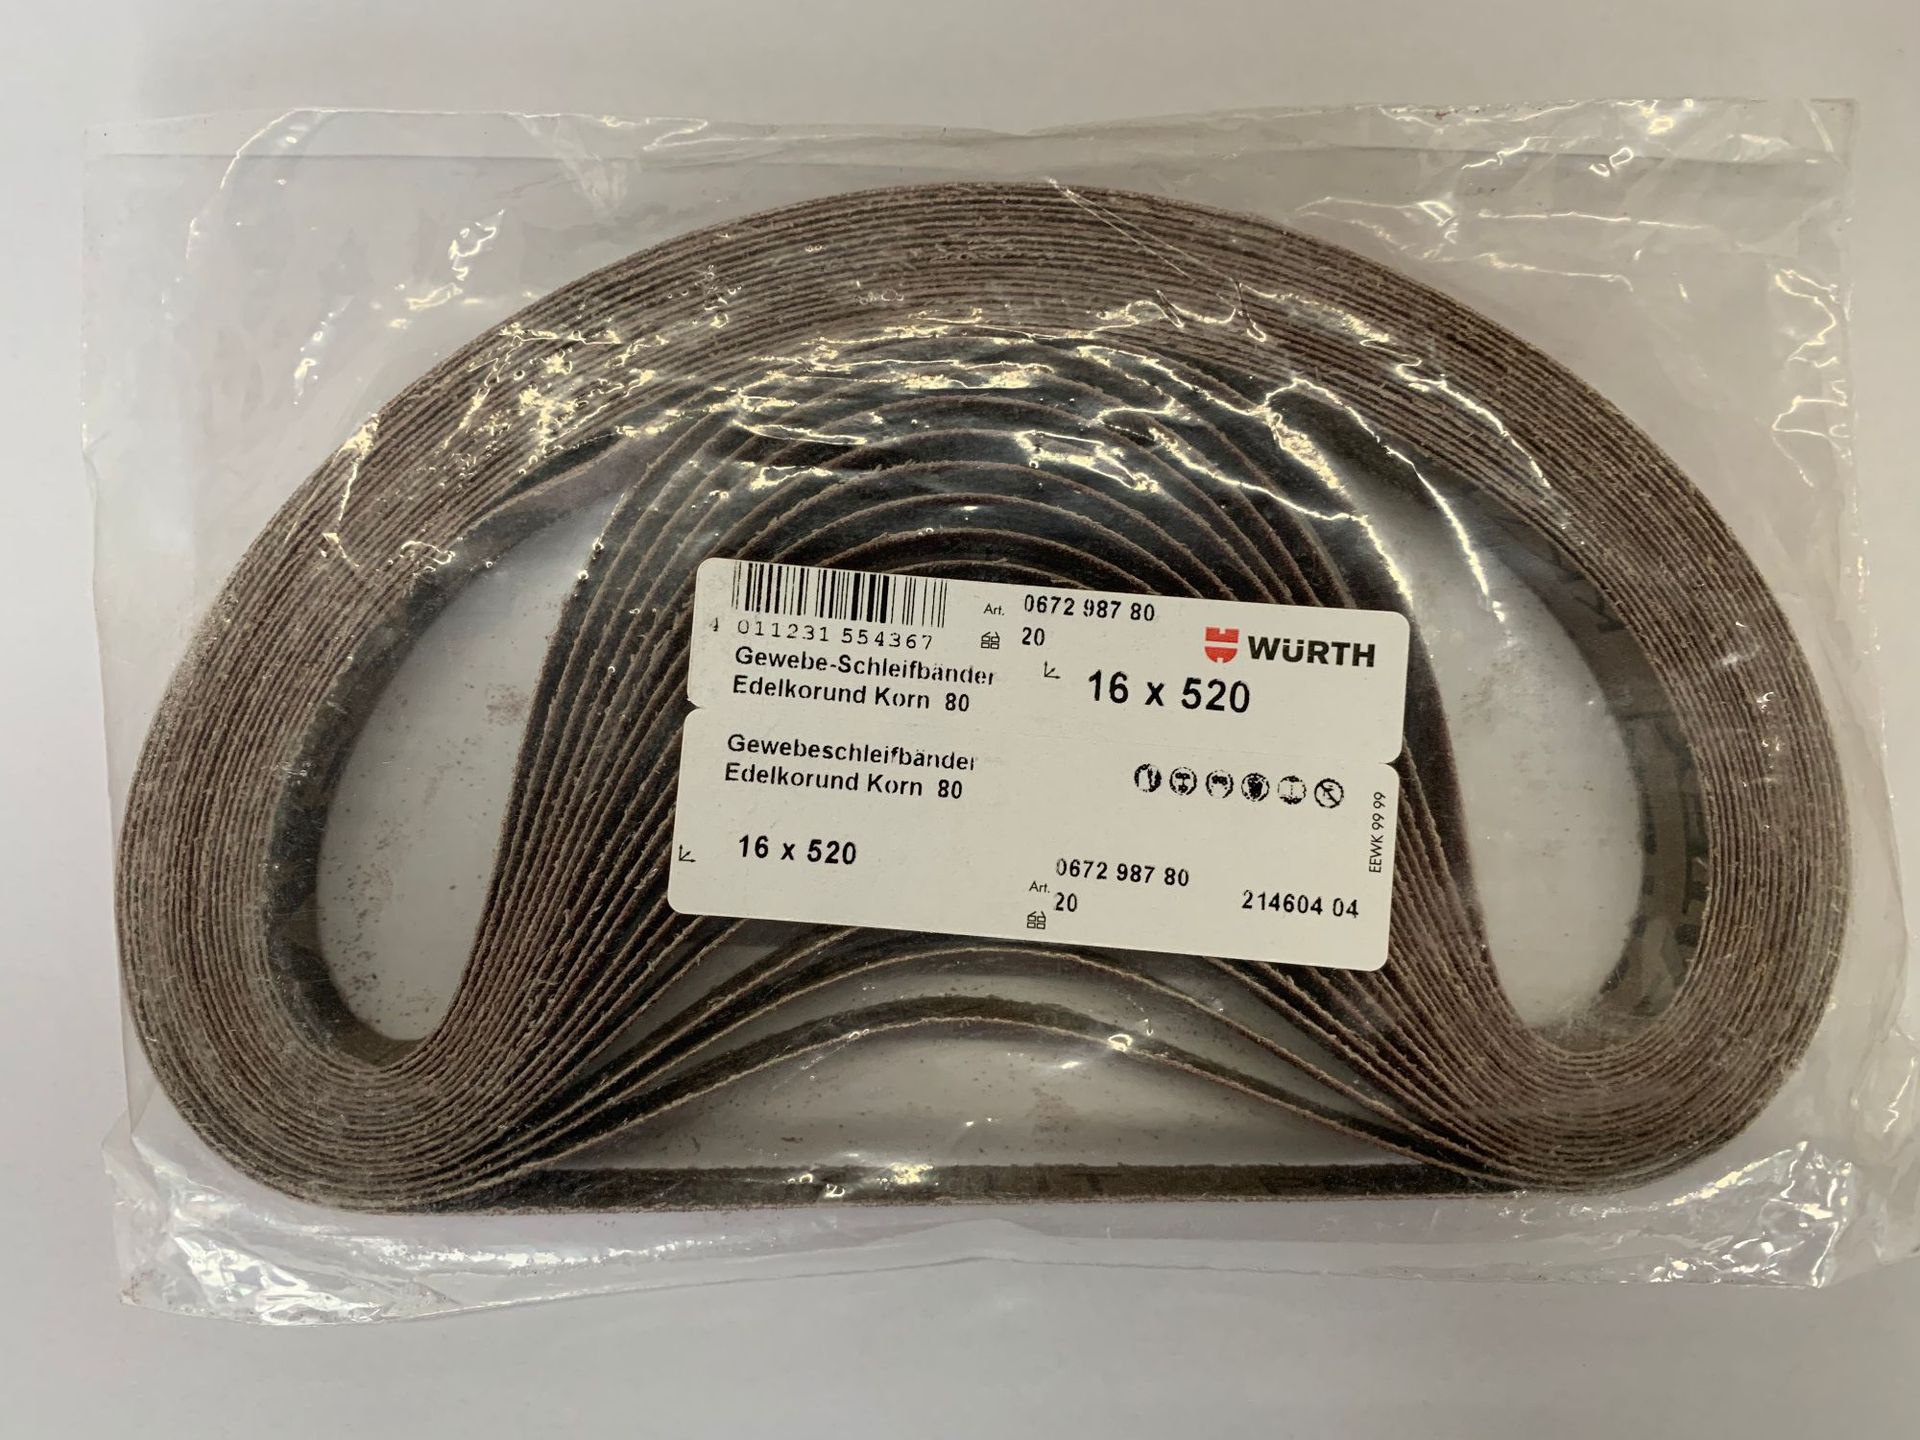 Art. 0672 987 80
4 011231 554367
20
WÜRTH
Gewebe-Schleifbänder
Edelkorund Korn 80
16 x 520
Gewebeschleifbänder
Edelkorund Korn 80
16 x 520
EEWK 99 99
0672 987 80
Art. 20
214604 04